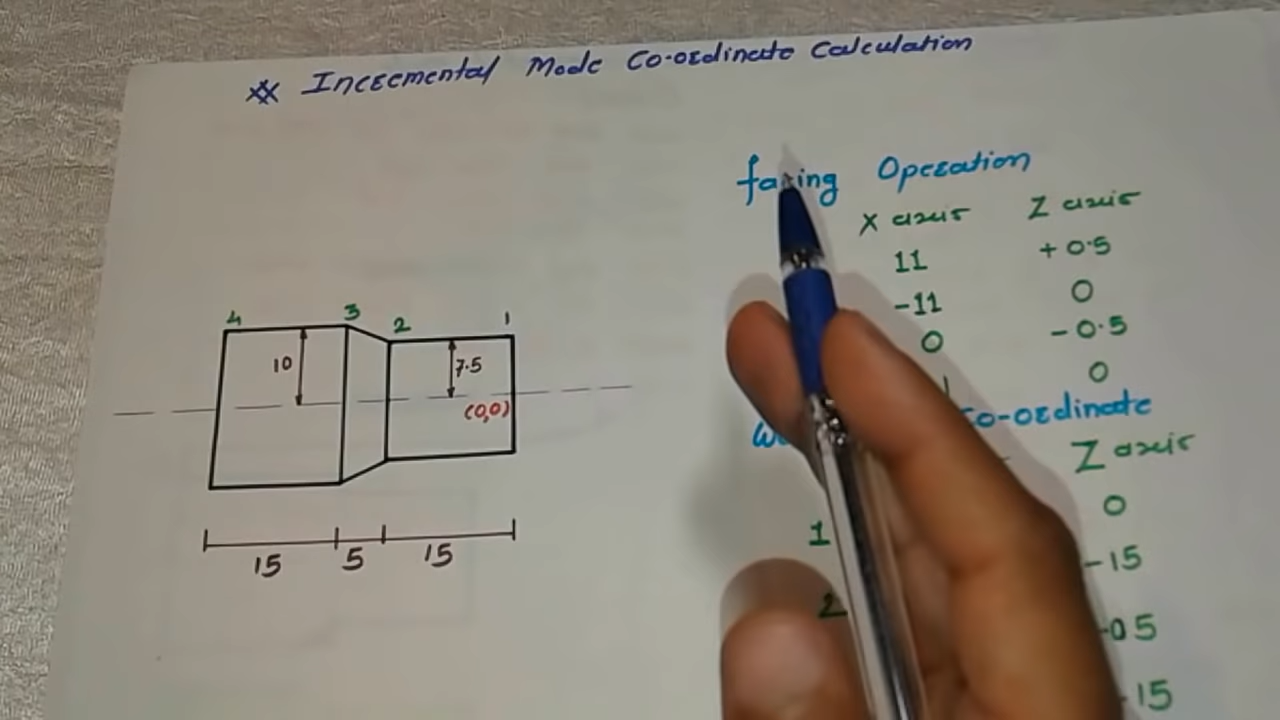 ** Incremental Mode Co-ordinate Calculation
facing Operation
X axis Z axis
11 +0.5
-11 0
0 -0.5
0
Co-ordinate
Z axis
1 0
2 -15
-05
-15
4 3 2 1
10 7.5
(0,0)
15 5 15